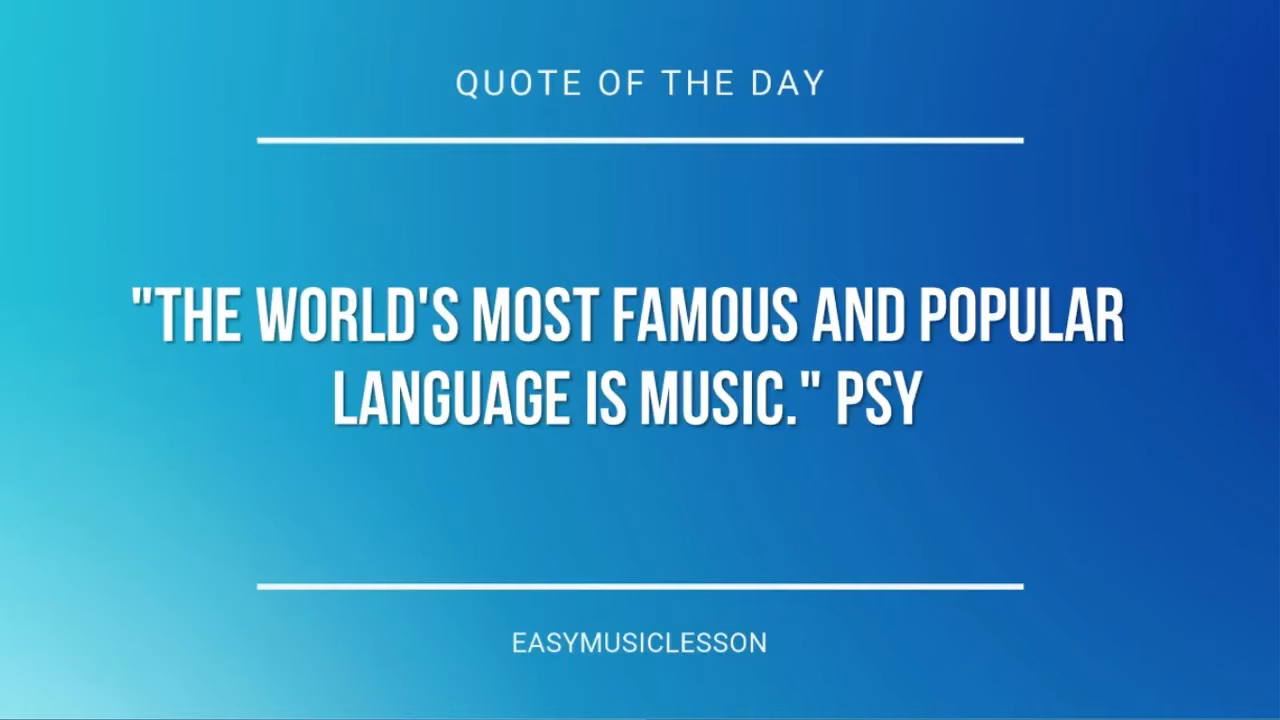 QUOTE OF THE DAY
"THE WORLD'S MOST FAMOUS AND POPULAR
LANGUAGE IS MUSIC." PSY
EASYMUSICLESSON